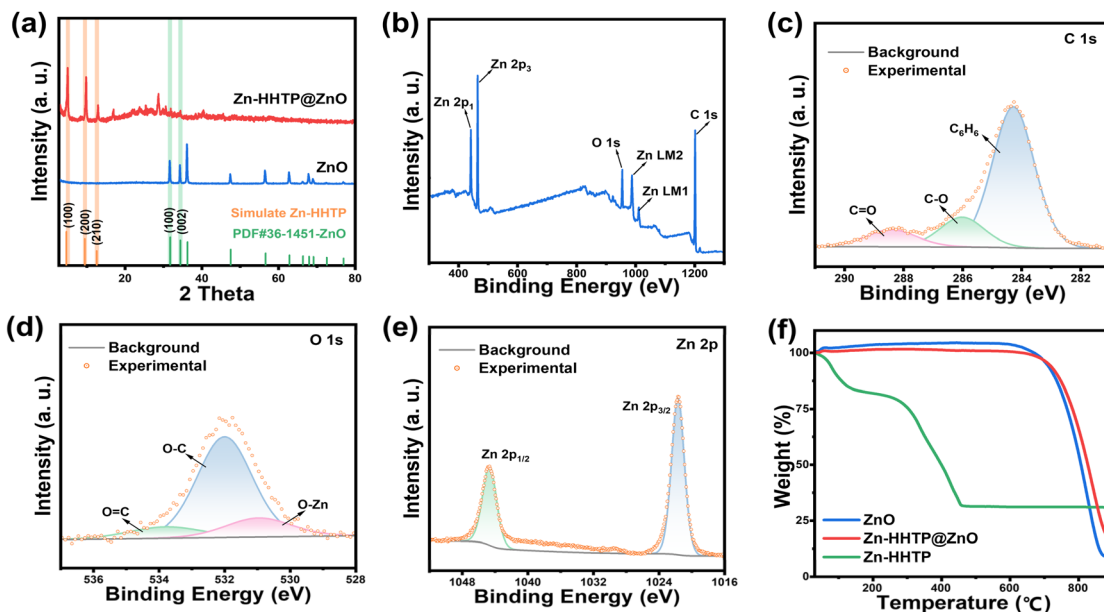 (a)
Intensity (a. u.)
Zn-HHTP@ZnO
ZnO
(100)
(200)
(210)
(100)
(002)
Simulate Zn-HHTP
PDF#36-1451-ZnO
20 40 60 80
2 Theta
(b)
Intensity (a. u.)
Zn 2p3
Zn 2p1
C 1s
O 1s
Zn LM2
Zn LM1
400 600 800 1000 1200
Binding Energy (eV)
(c)
C 1s
Background
Experimental
Intensity (a. u.)
C6H6
C-O
C=O
290 288 286 284 282
Binding Energy (eV)
(d)
O 1s
Background
Experimental
Intensity (a. u.)
O-C
O=C
O-Zn
536 534 532 530 528
Binding Energy (eV)
(e)
Zn 2p
Background
Experimental
Intensity (a. u.)
Zn 2p3/2
Zn 2p1/2
1048 1040 1032 1024 1016
Binding Energy (eV)
(f)
Weight (%)
100
75
50
25
0
ZnO
Zn-HHTP@ZnO
Zn-HHTP
200 400 600 800
Temperature (℃)